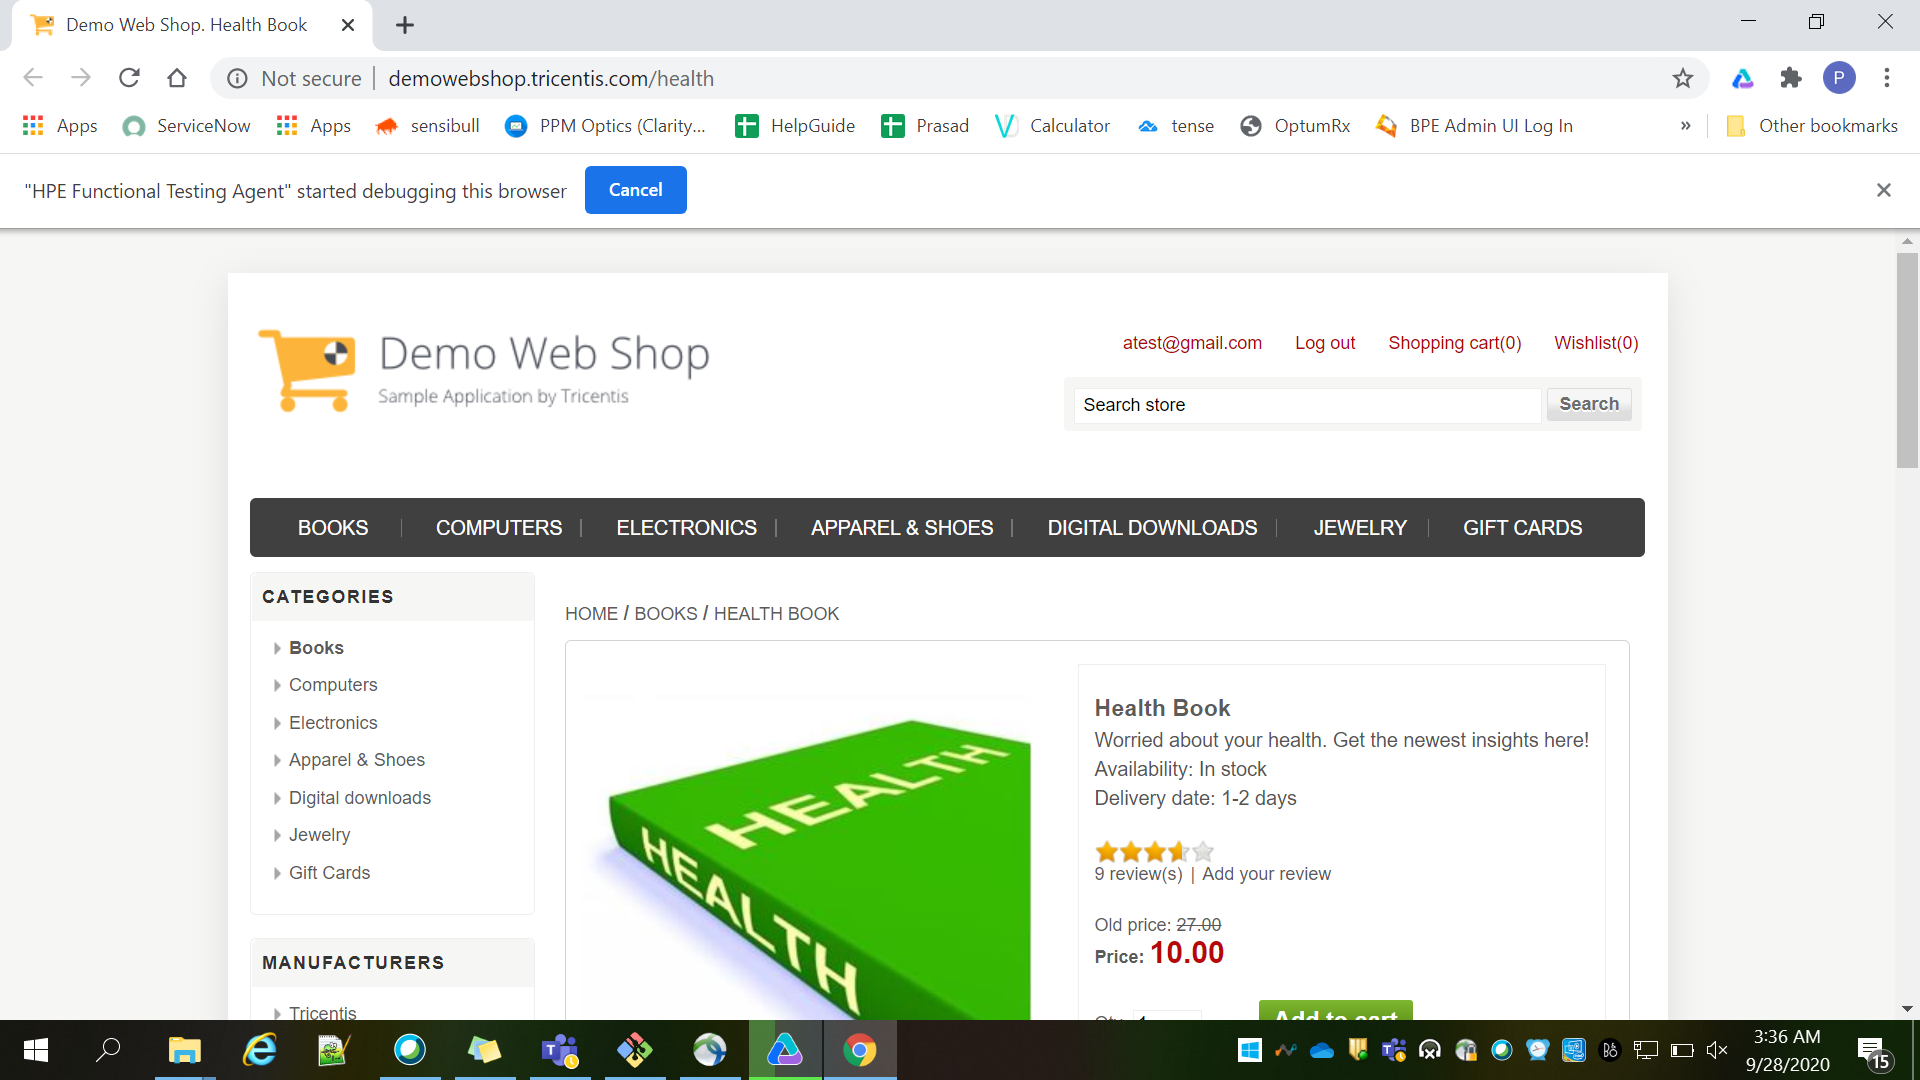 Demo Web Shop. Health Book
Not secure | demowebshop.tricentis.com/health
P
Apps ServiceNow Apps sensibull PPM Optics (Clarity... HelpGuide Prasad Calculator tense OptumRx BPE Admin UI Log In » Other bookmarks
"HPE Functional Testing Agent" started debugging this browser Cancel
Demo Web Shop
Sample Application by Tricentis
atest@gmail.com Log out Shopping cart(0) Wishlist(0)
Search store Search
BOOKS COMPUTERS ELECTRONICS APPAREL & SHOES DIGITAL DOWNLOADS JEWELRY GIFT CARDS
CATEGORIES
Books
Computers
Electronics
Apparel & Shoes
Digital downloads
Jewelry
Gift Cards
MANUFACTURERS
Tricentis
HOME / BOOKS / HEALTH BOOK
HEALTH
HEALTH
Health Book
Worried about your health. Get the newest insights here!
Availability: In stock
Delivery date: 1-2 days
9 review(s) | Add your review
Old price: 27.00
Price: 10.00
Qty: 1 Add to cart
3:36 AM
9/28/2020
15